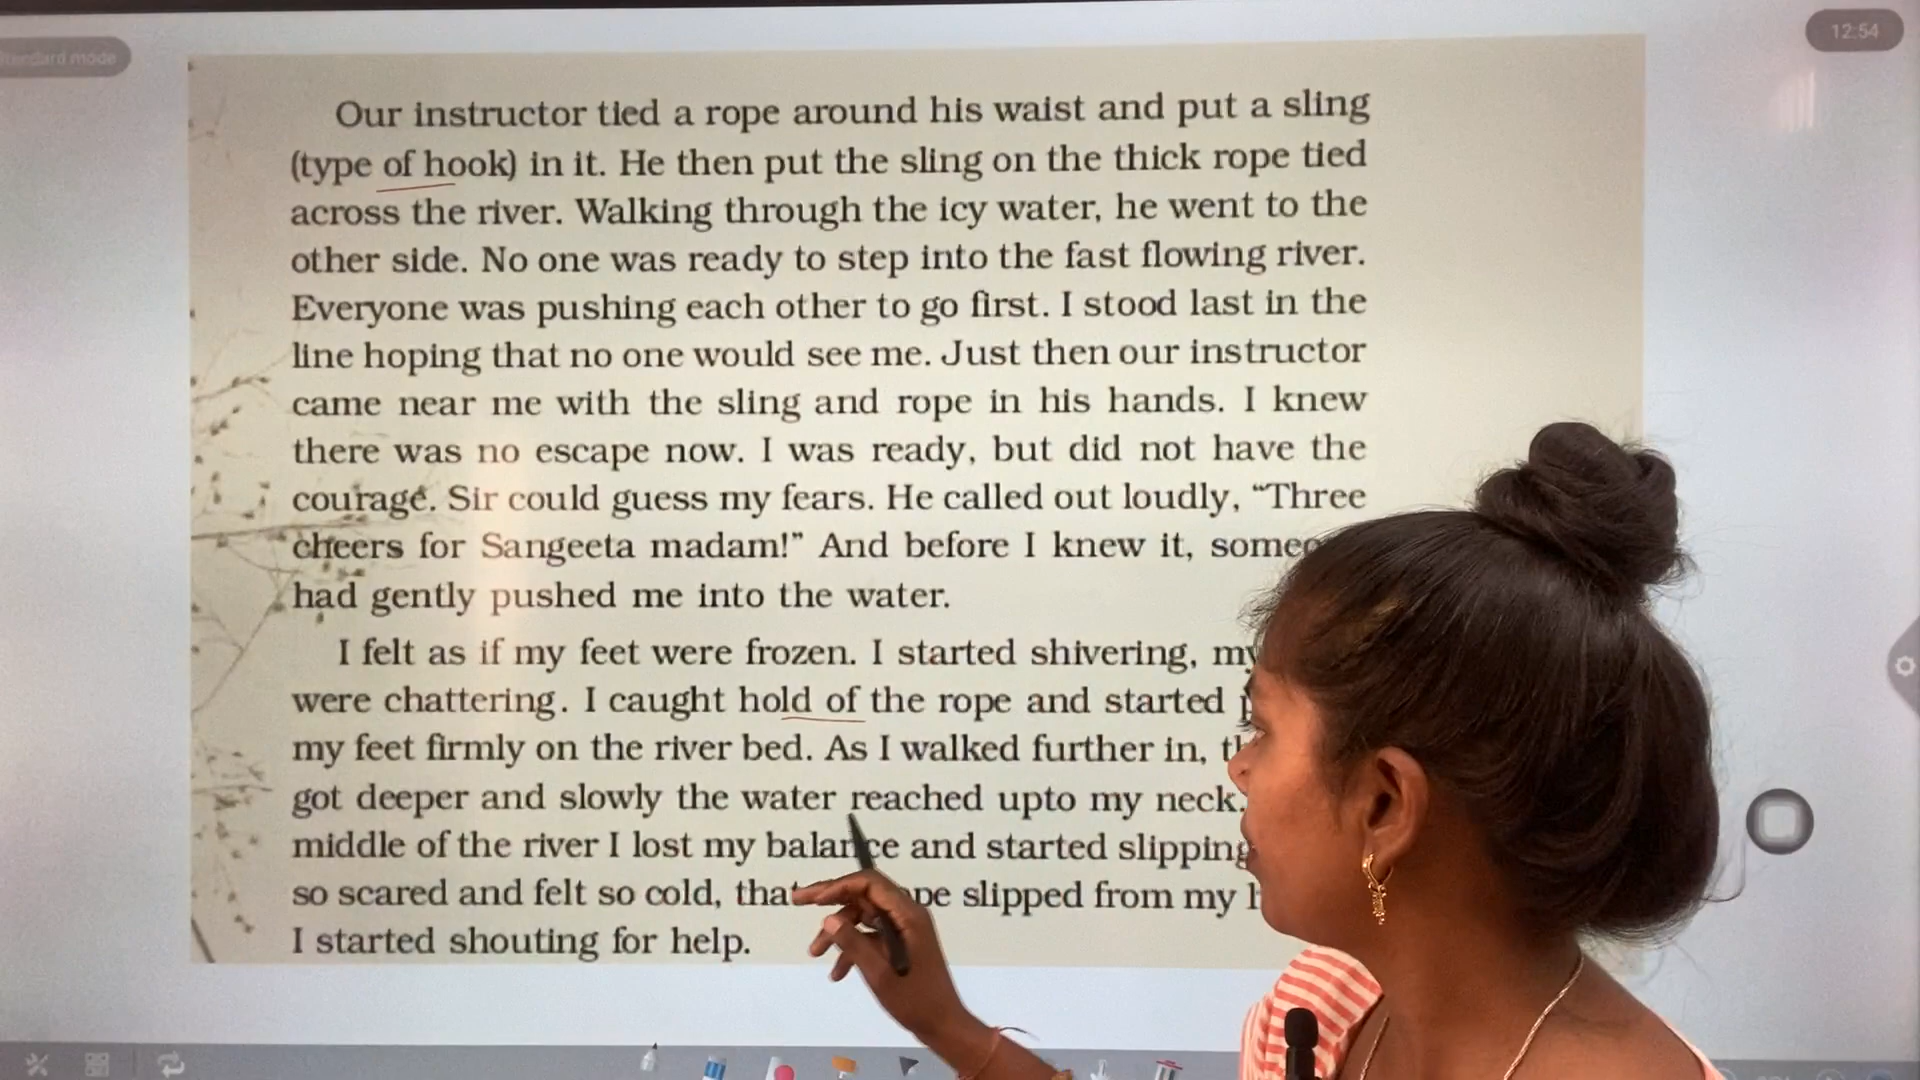 12:54
standard mode
Our instructor tied a rope around his waist and put a sling
(type of hook) in it. He then put the sling on the thick rope tied
across the river. Walking through the icy water, he went to the
other side. No one was ready to step into the fast flowing river.
Everyone was pushing each other to go first. I stood last in the
line hoping that no one would see me. Just then our instructor
came near me with the sling and rope in his hands. I knew
there was no escape now. I was ready, but did not have the
courage. Sir could guess my fears. He called out loudly, “Three
cheers for Sangeeta madam!” And before I knew it,
had gently pushed me into the water.
I felt as if my feet were frozen. I started shivering, my
were chattering. I caught hold of the rope and started
my feet firmly on the river bed. As I walked further in,
got deeper and slowly the water reached upto my neck.
middle of the river I lost my balance and started slipping
so scared and felt so cold, slipped from my
I started shouting for help.